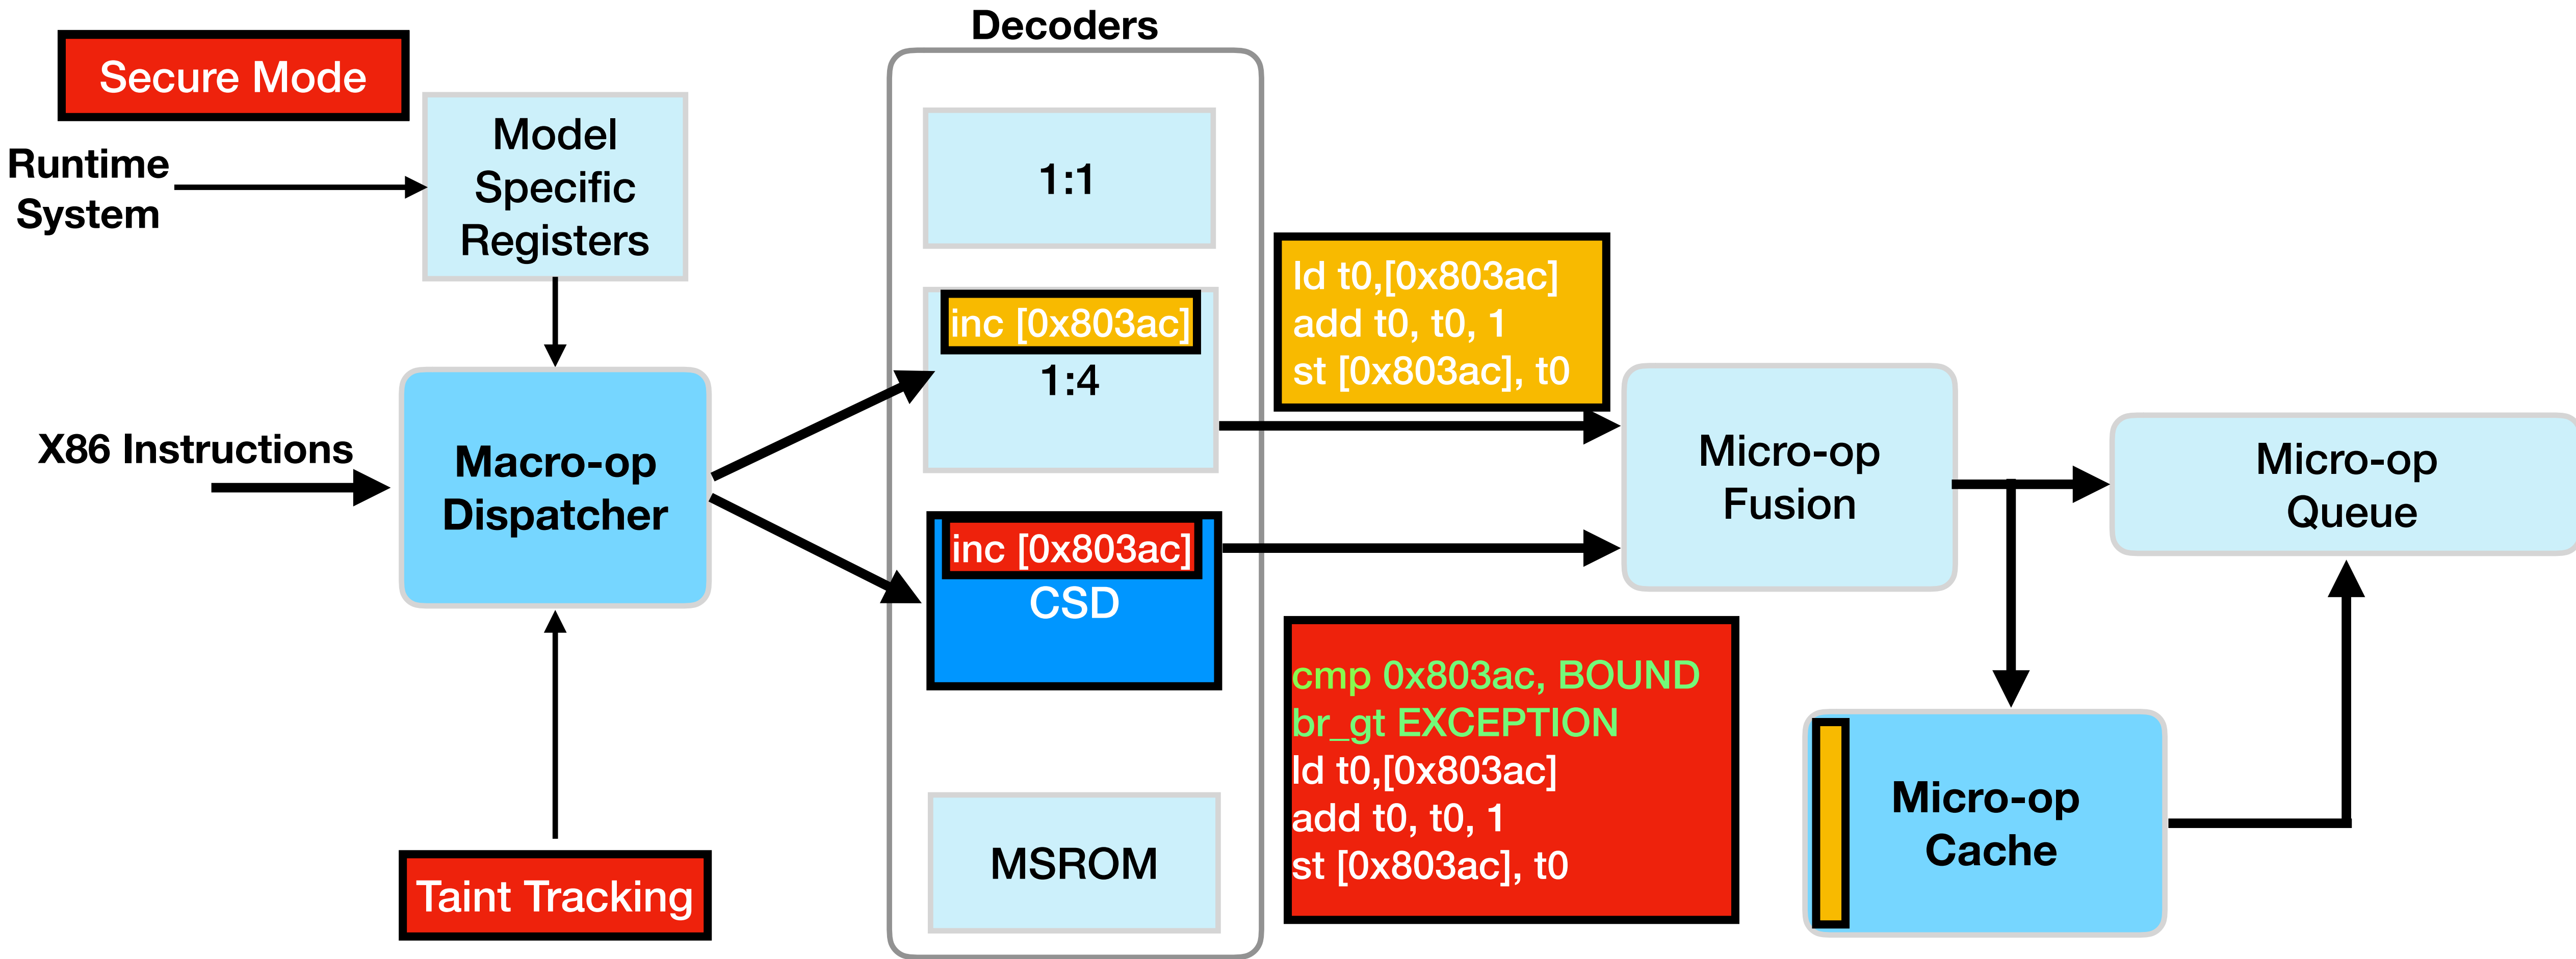 Decoders
Secure Mode
Runtime
System
Model
Specific
Registers
X86 Instructions
Macro-op
Dispatcher
Taint Tracking
1:1
inc [0x803ac]
1:4
inc [0x803ac]
CSD
MSROM
ld t0,[0x803ac]
add t0, t0, 1
st [0x803ac], t0
cmp 0x803ac, BOUND
br_gt EXCEPTION
ld t0,[0x803ac]
add t0, t0, 1
st [0x803ac], t0
Micro-op
Fusion
Micro-op
Queue
Micro-op
Cache